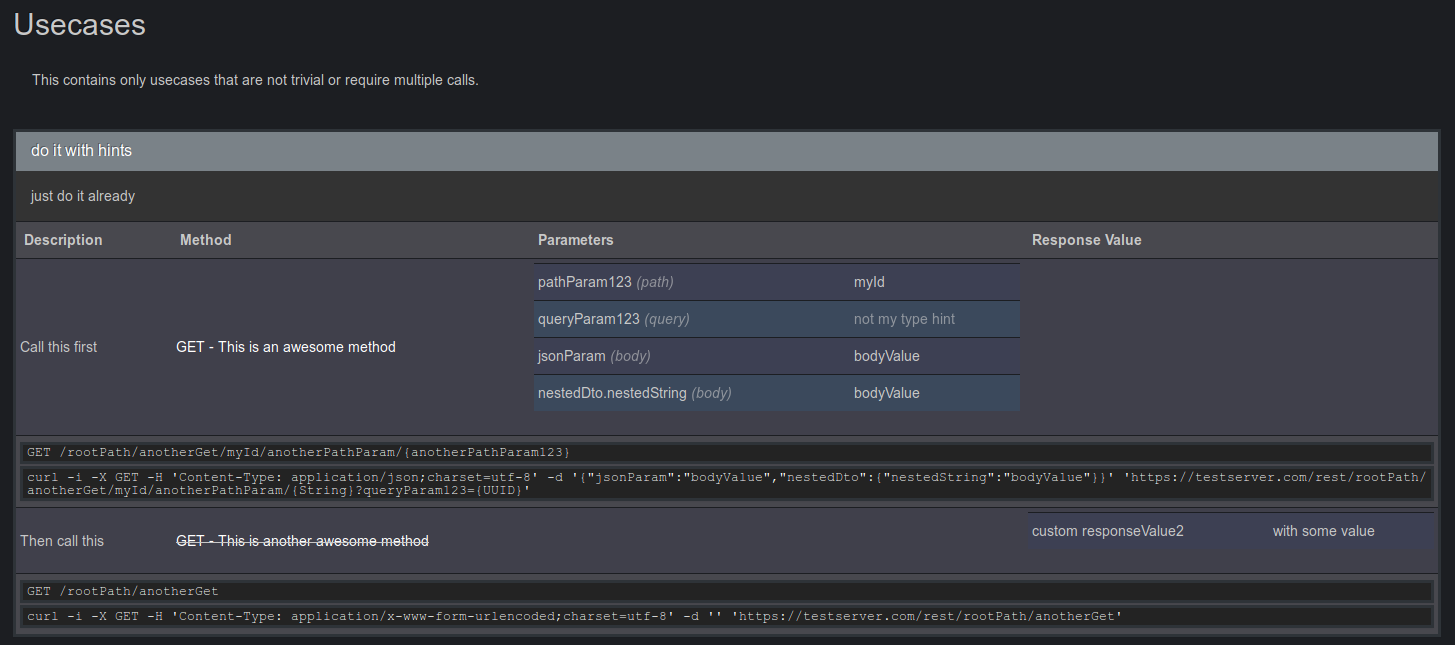 Usecases
This contains only usecases that are not trivial or require multiple calls.
do it with hints
just do it already
Description Method Parameters Response Value
pathParam123 (path) myId
queryParam123 (query) not my type hint
Call this first GET - This is an awesome method
jsonParam (body) bodyValue
nestedDto.nestedString (body) bodyValue
GET /rootPath/anotherGet/myId/anotherPathParam/{anotherPathParam123}
curl -i -X GET -H 'Content-Type: application/json;charset=utf-8' -d '{"jsonParam":"bodyValue","nestedDto":{"nestedString":"bodyValue"}}' 'https://testserver.com/rest/rootPath/
anotherGet/myId/anotherPathParam/{String}?queryParam123={UUID}'
custom responseValue2 with some value
Then call this GET - This is another awesome method
GET /rootPath/anotherGet
curl -i -X GET -H 'Content-Type: application/x-www-form-urlencoded;charset=utf-8' -d '' 'https://testserver.com/rest/rootPath/anotherGet'